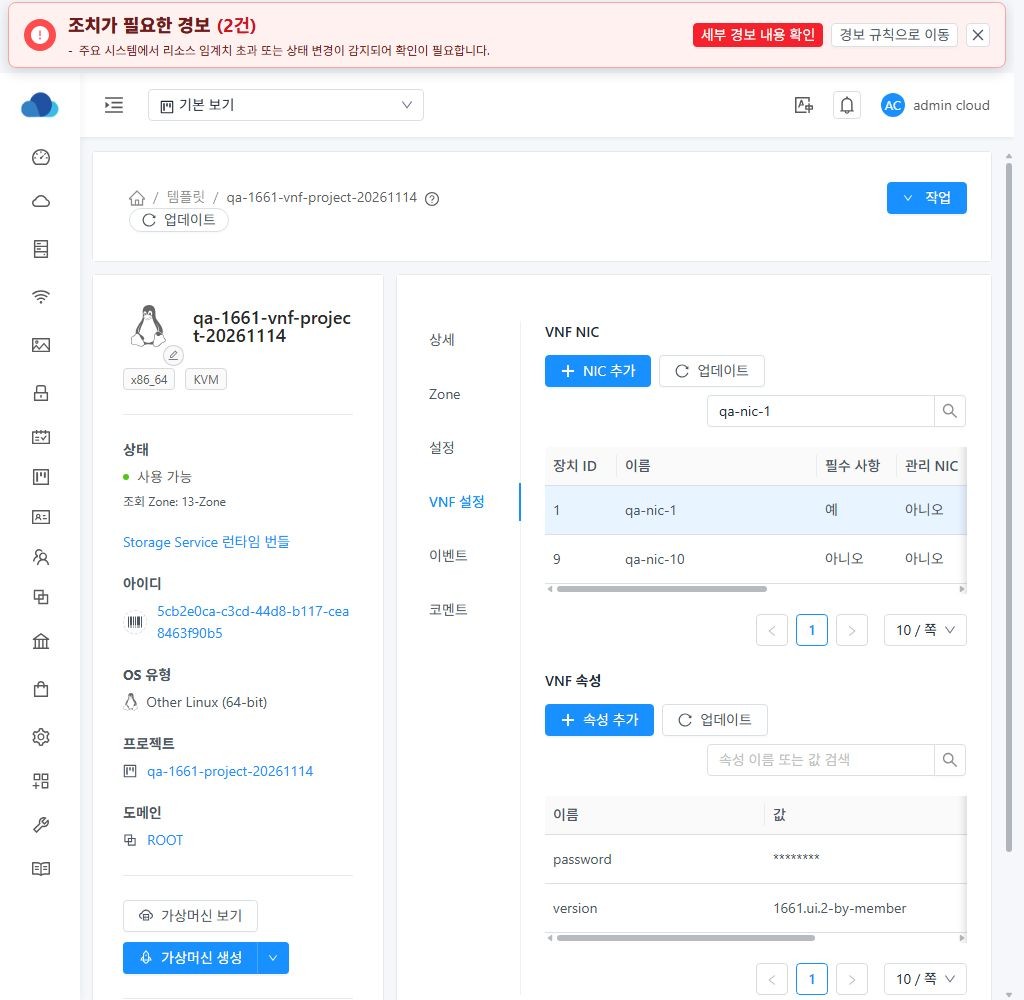 조치가 필요한 경보 (2건)
- 주요 시스템에서 리소스 임계치 초과 또는 상태 변경이 감지되어 확인이 필요합니다.
세부 경보 내용 확인
경보 규칙으로 이동
기본 보기
AC admin cloud
/ 템플릿 / qa-1661-vnf-project-20261114
업데이트
작업
qa-1661-vnf-projec
t-20261114
x86_64 KVM
상태
사용 가능
조회 Zone: 13-Zone
Storage Service 런타임 번들
아이디
5cb2e0ca-c3cd-44d8-b117-cea
8463f90b5
OS 유형
Other Linux (64-bit)
프로젝트
qa-1661-project-20261114
도메인
ROOT
가상머신 보기
가상머신 생성
상세
Zone
설정
VNF 설정
이벤트
코멘트
VNF NIC
NIC 추가 업데이트
qa-nic-1
장치 ID 이름 필수 사항 관리 NIC
1 qa-nic-1 예 아니오
9 qa-nic-10 아니오 아니오
< 1 > 10 / 쪽
VNF 속성
속성 추가 업데이트
속성 이름 또는 값 검색
이름 값
password ********
version 1661.ui.2-by-member
< 1 > 10 / 쪽